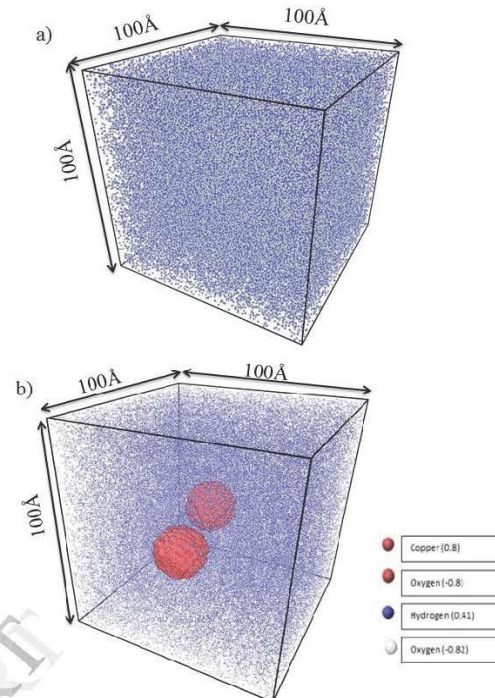 a)
100Å
100Å
100Å
b)
100Å
100Å
100Å
Copper (0.8)
Oxygen (-0.8)
Hydrogen (0.41)
Oxygen (-0.82)